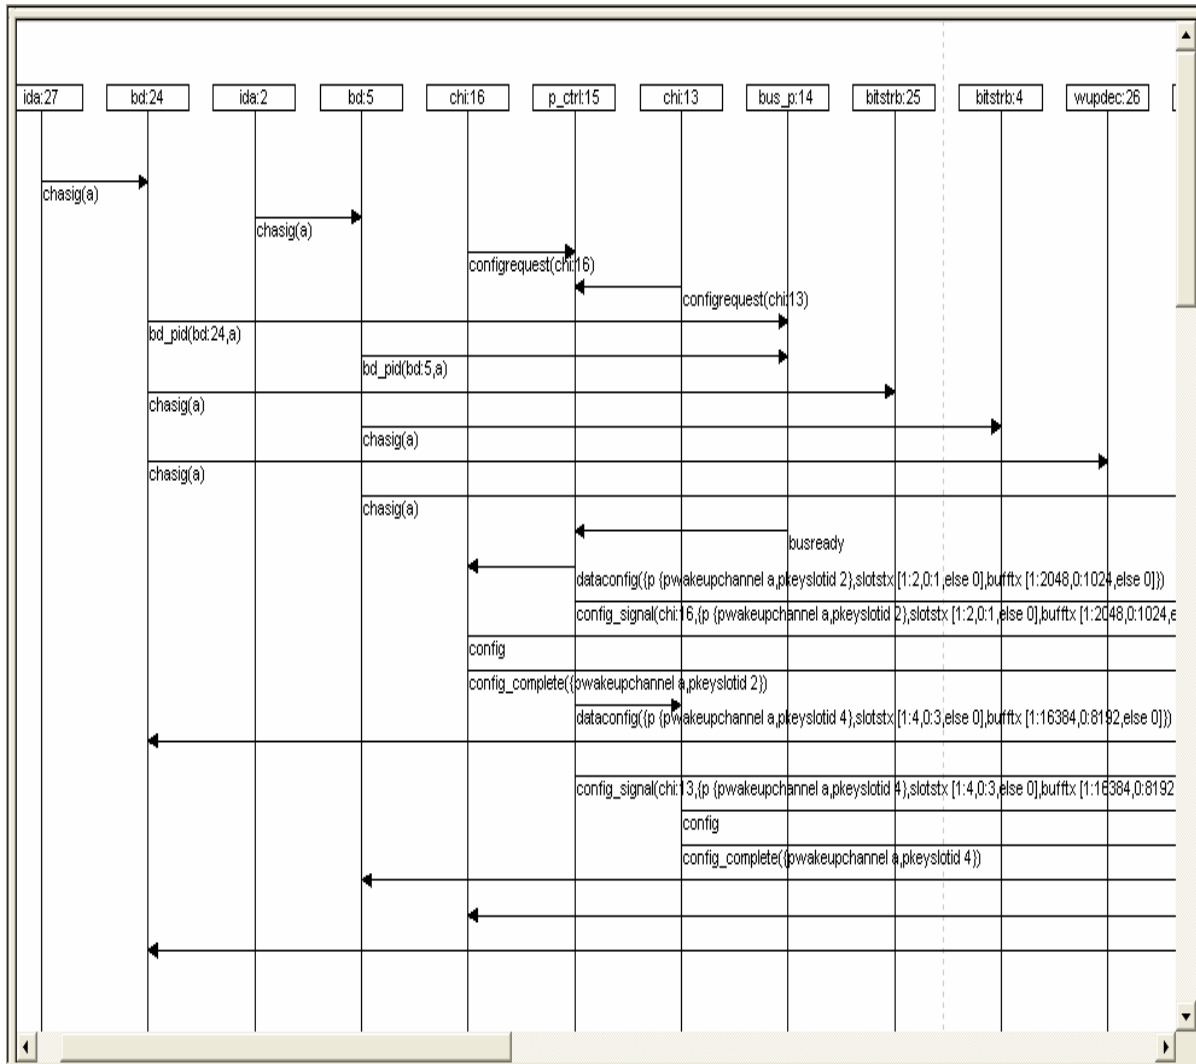 ida:27 bd:24 ida:2 bd:5 chi:16 p_ctrl:15 chi:13 bus_p:14 bitstrb:25 bitstrb:4 wupdec:26
chasig(a)
chasig(a)
configrequest(chi:16)
configrequest(chi:13)
bd_pid(bd:24,a)
bd_pid(bd:5,a)
chasig(a)
chasig(a)
chasig(a)
chasig(a)
busready
dataconfig({p {pwakeupchannel a,pkeyslotid 2},slotstx [1:2,0:1,else 0],bufftx [1:2048,0:1024,else 0]})
config_signal(chi:16,{p {pwakeupchannel a,pkeyslotid 2},slotstx [1:2,0:1,else 0],bufftx [1:2048,0:1024,e
config
config_complete({pwakeupchannel a,pkeyslotid 2})
dataconfig({p {pwakeupchannel a,pkeyslotid 4},slotstx [1:4,0:3,else 0],bufftx [1:16384,0:8192,else 0]})
config_signal(chi:13,{p {pwakeupchannel a,pkeyslotid 4},slotstx [1:4,0:3,else 0],bufftx [1:16384,0:8192
config
config_complete({pwakeupchannel a,pkeyslotid 4})